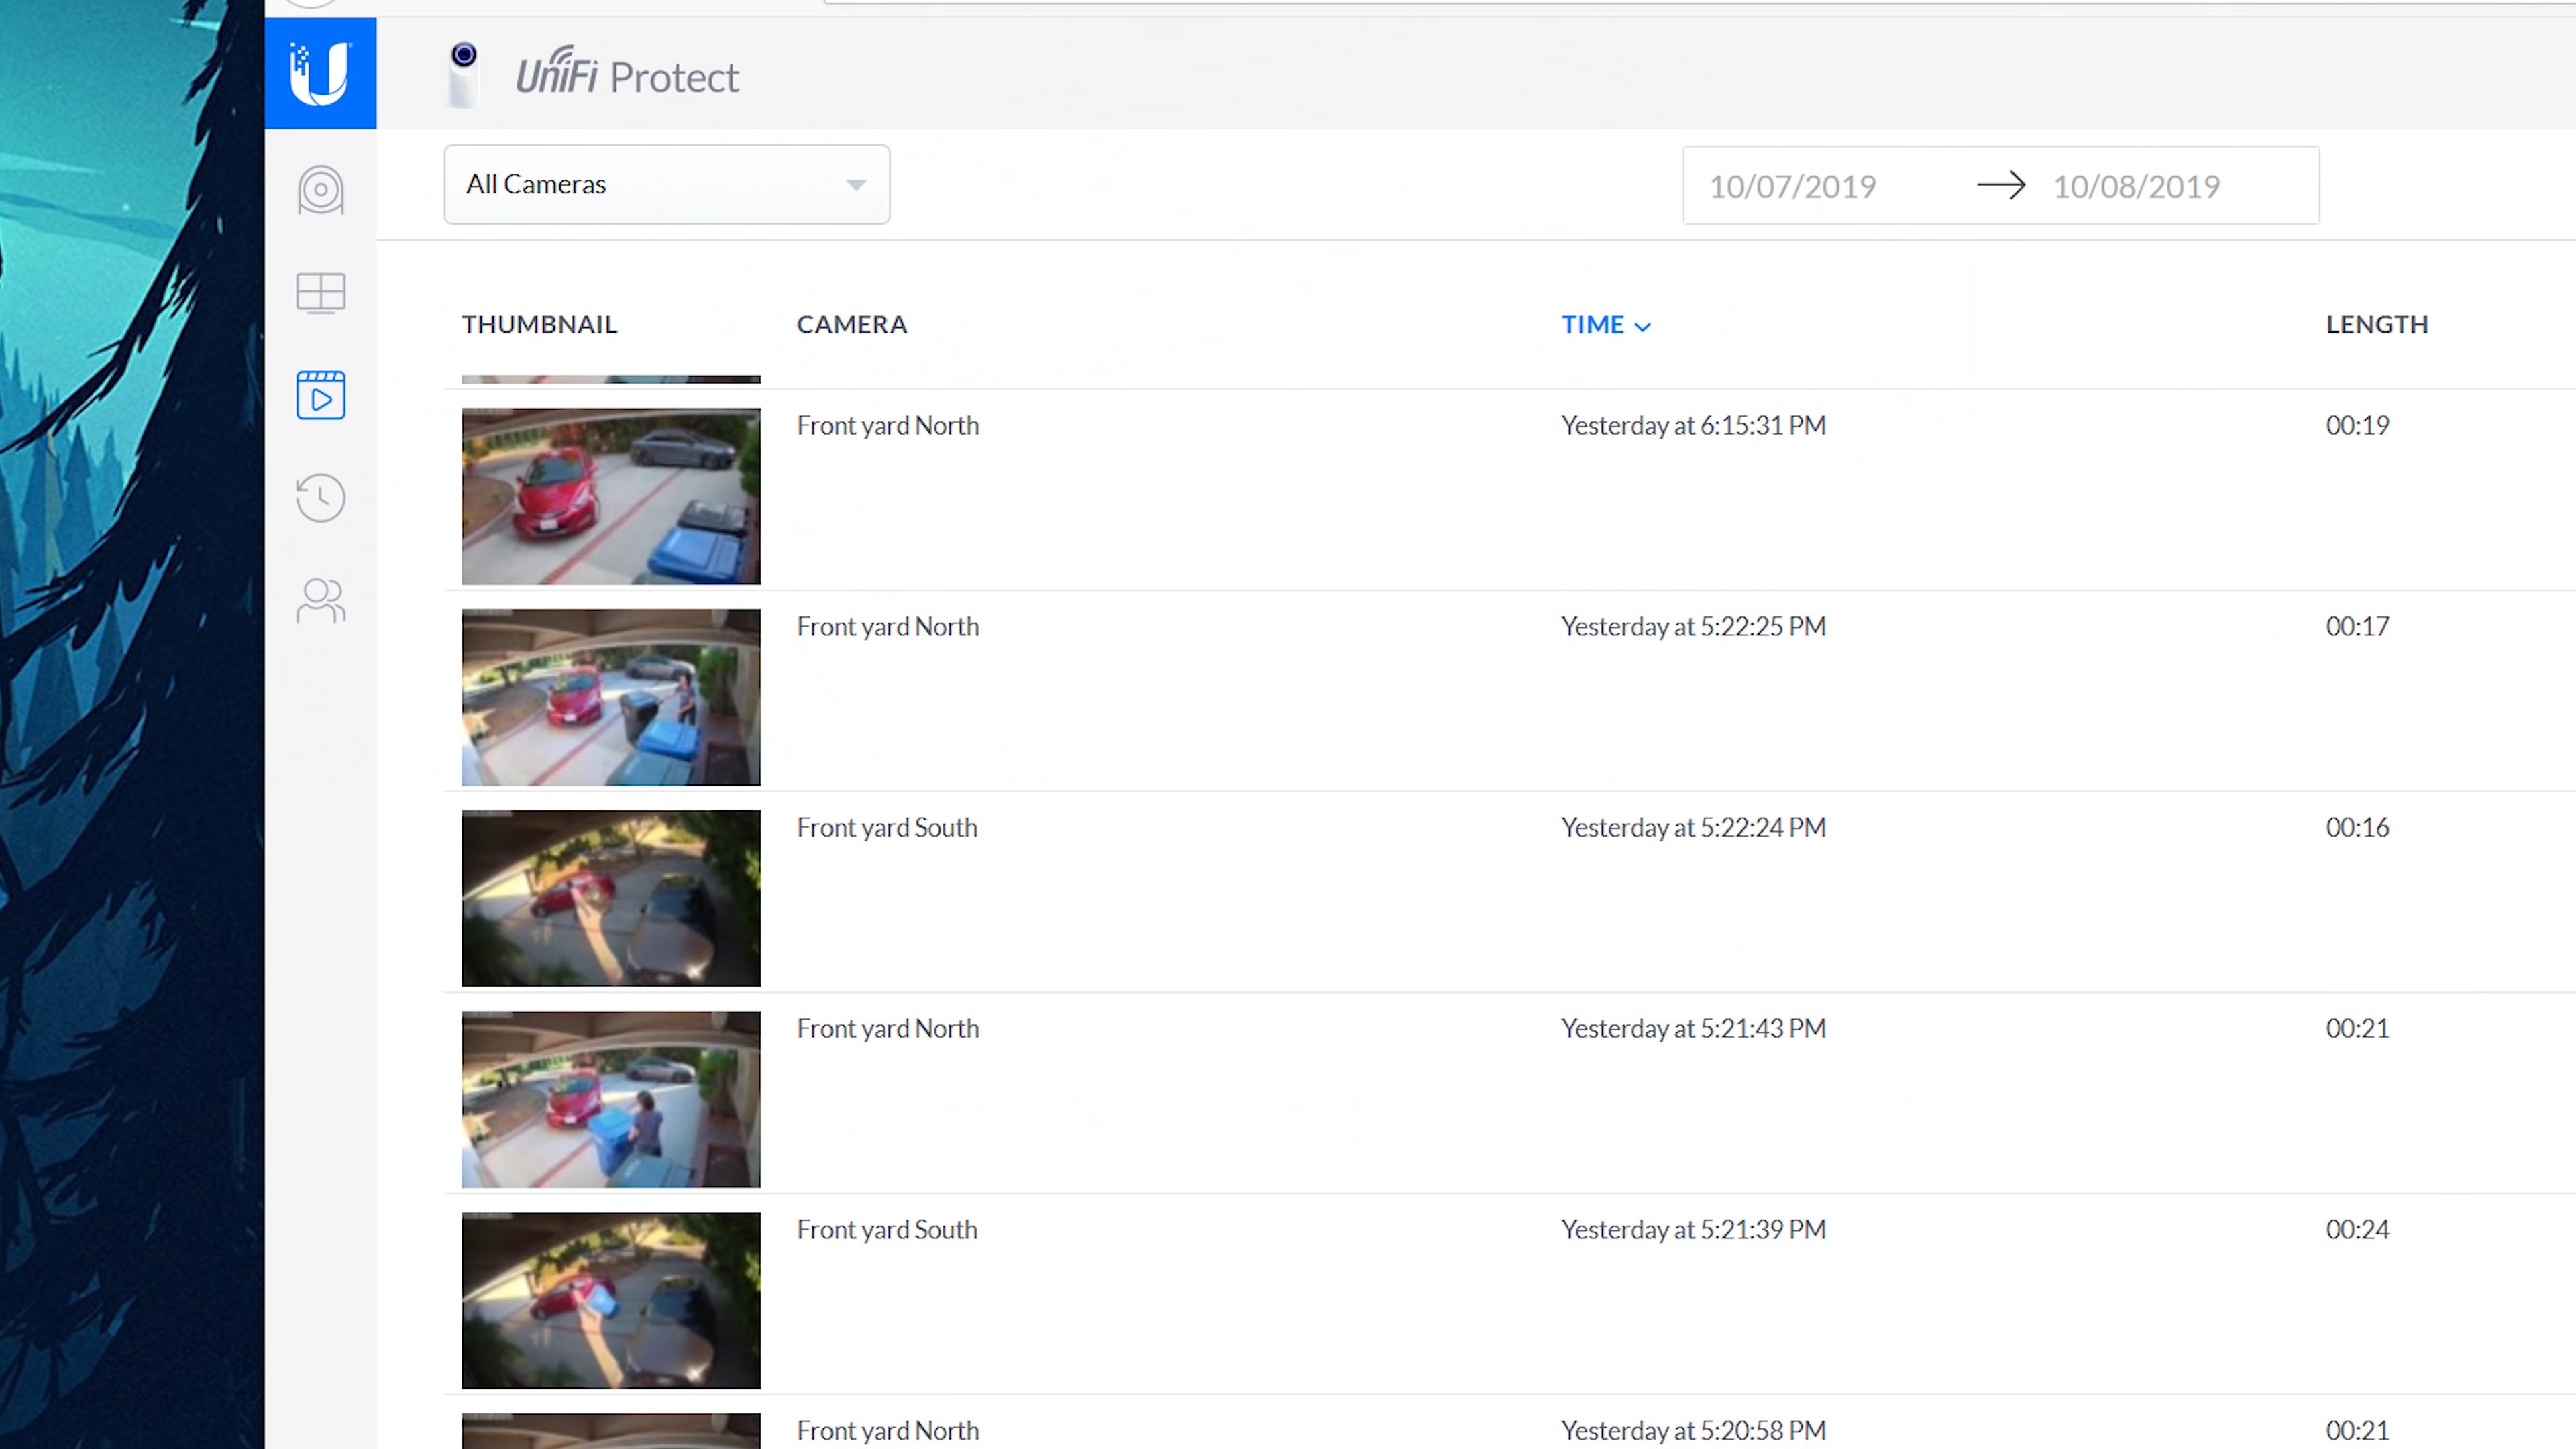 UniFi Protect
All Cameras
10/07/2019 → 10/08/2019
THUMBNAIL CAMERA TIME LENGTH
Front yard North Yesterday at 6:15:31 PM 00:19
Front yard North Yesterday at 5:22:25 PM 00:17
Front yard South Yesterday at 5:22:24 PM 00:16
Front yard North Yesterday at 5:21:43 PM 00:21
Front yard South Yesterday at 5:21:39 PM 00:24
Front yard North Yesterday at 5:20:58 PM 00:21